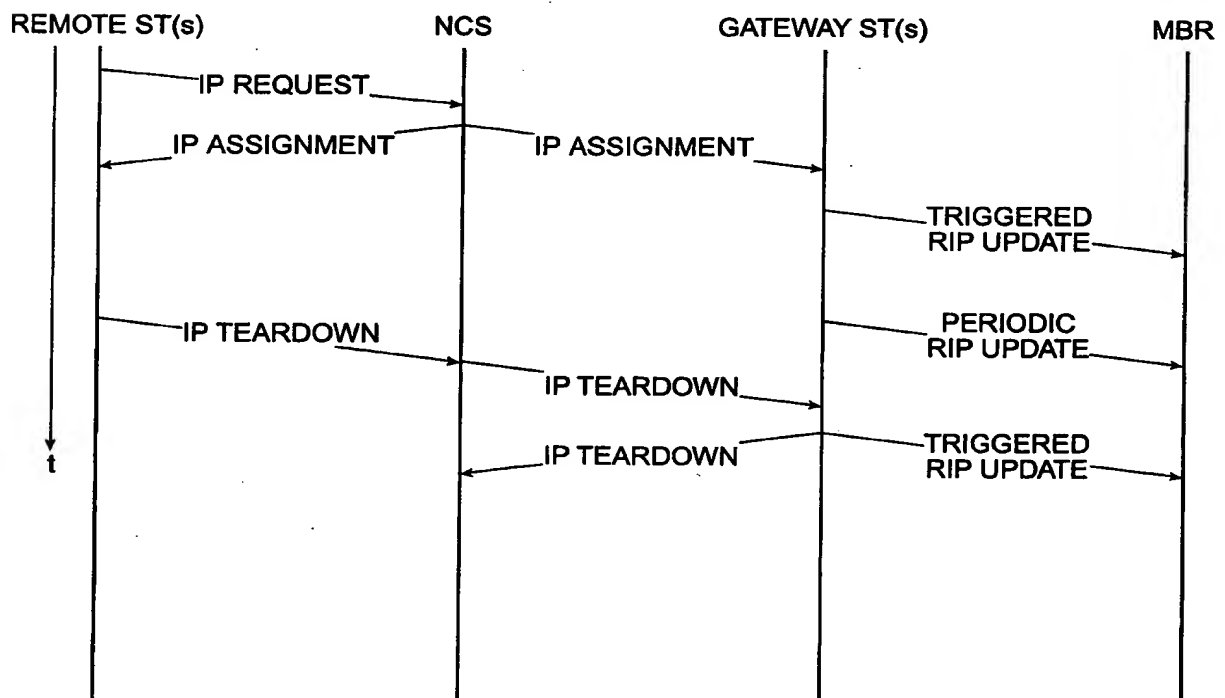 REMOTE ST(s)
NCS
GATEWAY ST(s)
MBR
IP REQUEST
IP ASSIGNMENT
IP ASSIGNMENT
TRIGGERED
RIP UPDATE
IP TEARDOWN
PERIODIC
RIP UPDATE
IP TEARDOWN
IP TEARDOWN
TRIGGERED
RIP UPDATE
t